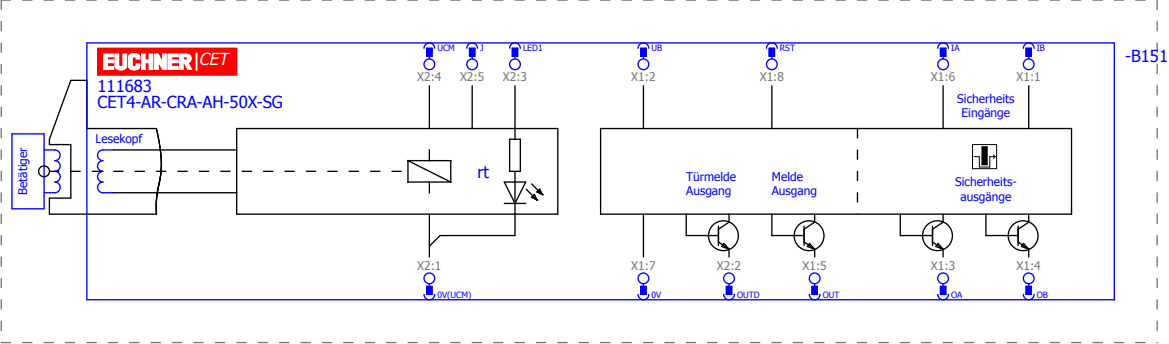 UCM
J
LED1
UB
RST
IA
IB
-B151
EUCHNER CET
X2:4
X2:5
X2:3
X1:2
X1:8
X1:6
X1:1
111683
CET4-AR-CRA-AH-50X-SG
Sicherheits
Eingänge
Lesekopf
Betätiger
rt
Türmelde
Ausgang
Melde
Ausgang
Sicherheits-
ausgänge
X2:1
X1:7
X2:2
X1:5
X1:3
X1:4
0V(UCM)
0V
OUTD
OUT
OA
OB